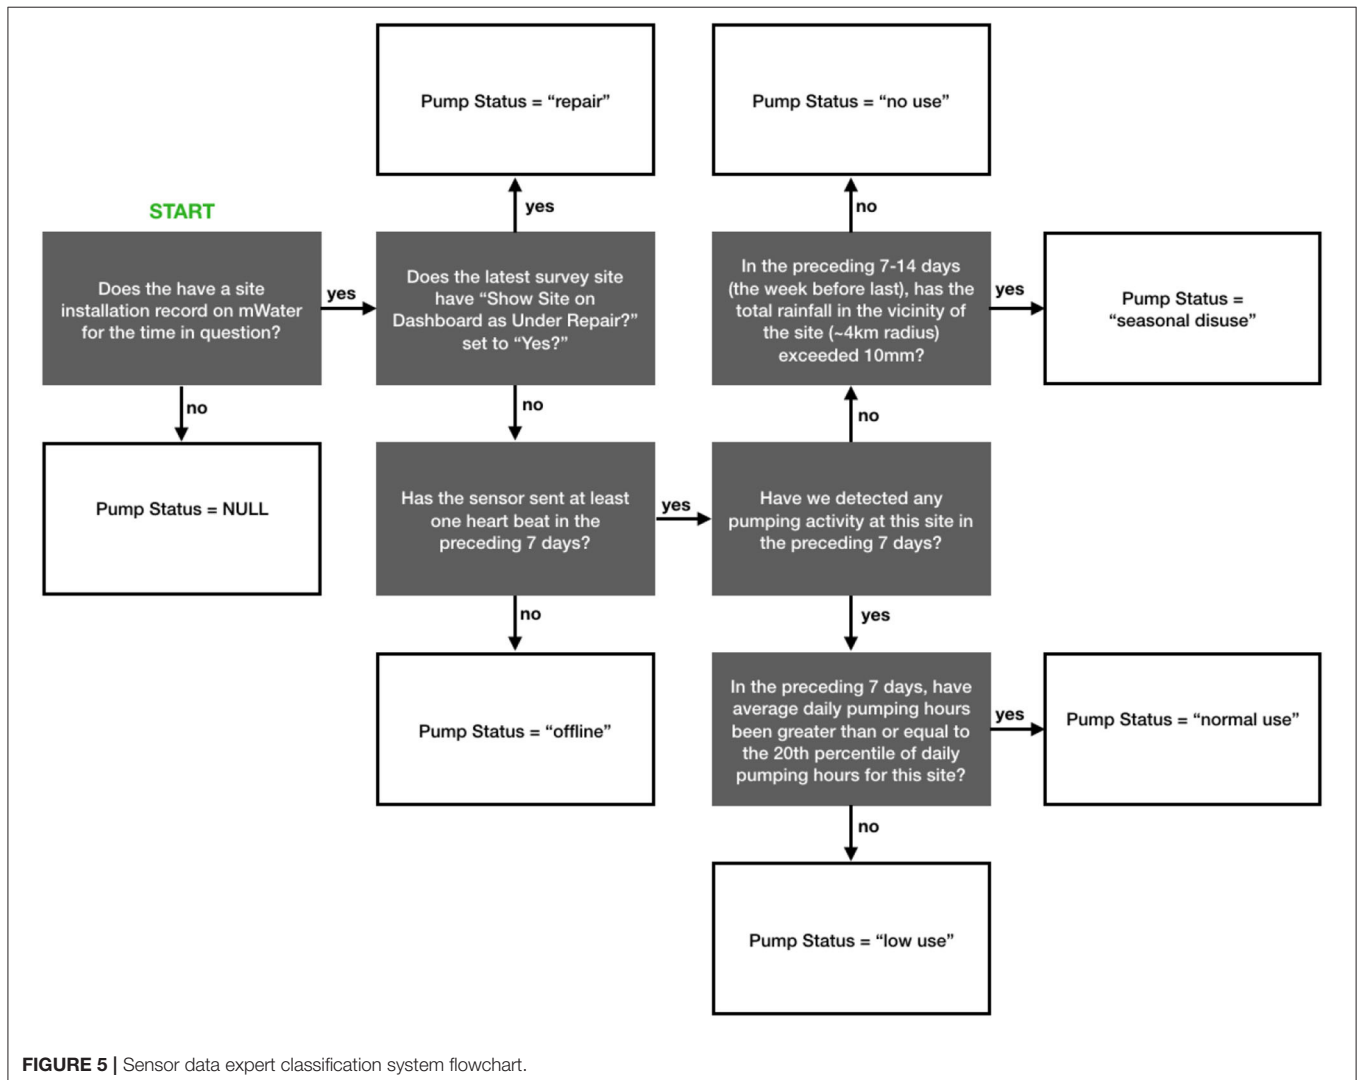 Pump Status = “repair”
Pump Status = “no use”
START
yes
no
Does the have a site
installation record on mWater
for the time in question?
yes
Does the latest survey site
have “Show Site on
Dashboard as Under Repair?”
set to “Yes?”
In the preceding 7-14 days
(the week before last), has the
total rainfall in the vicinity of
the site (~4km radius)
exceeded 10mm?
yes
Pump Status =
“seasonal disuse”
no
no
no
Pump Status = NULL
Has the sensor sent at least
one heart beat in the
preceding 7 days?
yes
Have we detected any
pumping activity at this site in
the preceding 7 days?
no
yes
Pump Status = “offline”
In the preceding 7 days, have
average daily pumping hours
been greater than or equal to
the 20th percentile of daily
pumping hours for this site?
yes
Pump Status = “normal use”
no
Pump Status = “low use”
FIGURE 5 | Sensor data expert classification system flowchart.